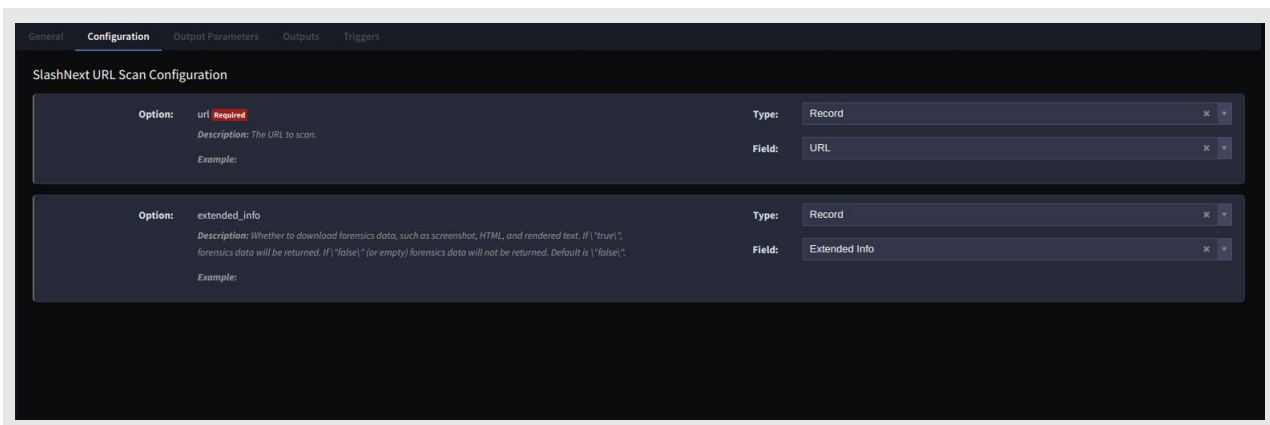 General Configuration Output Parameters Outputs Triggers
SlashNext URL Scan Configuration
Option: url Required Type: Record
Description: The URL to scan.
Field: URL
Example:
Option: extended_info Type: Record
Description: Whether to download forensics data, such as screenshot, HTML, and rendered text. If \"true\",
forensics data will be returned. If \"false\" (or empty) forensics data will not be returned. Default is \"false\". Field: Extended Info
Example: